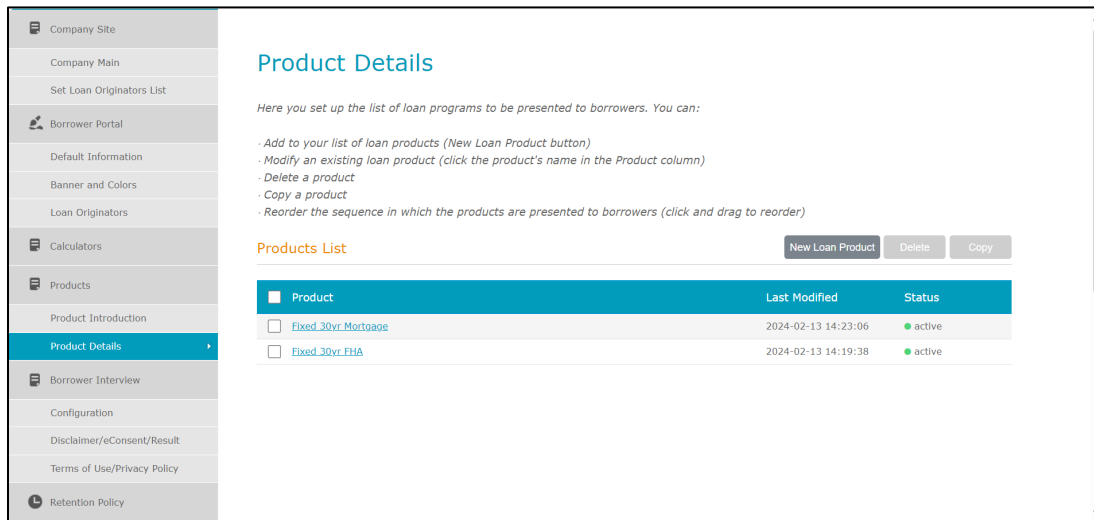 Company Site
Company Main
Set Loan Originators List
Borrower Portal
Default Information
Banner and Colors
Loan Originators
Calculators
Products
Product Introduction
Product Details
Borrower Interview
Configuration
Disclaimer/eConsent/Result
Terms of Use/Privacy Policy
Retention Policy
Product Details
Here you set up the list of loan programs to be presented to borrowers. You can:
· Add to your list of loan products (New Loan Product button)
· Modify an existing loan product (click the product's name in the Product column)
· Delete a product
· Copy a product
· Reorder the sequence in which the products are presented to borrowers (click and drag to reorder)
Products List New Loan Product Delete Copy
Product Last Modified Status
Fixed 30yr Mortgage 2024-02-13 14:23:06 active
Fixed 30yr FHA 2024-02-13 14:19:38 active